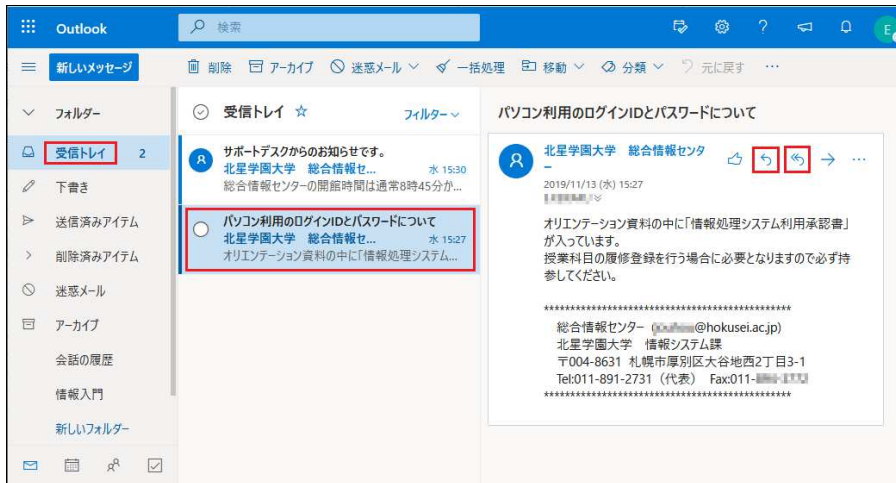 Outlook
検索
E
新しいメッセージ
削除 アーカイブ 迷惑メール 一括処理 移動 分類 元に戻す …
フォルダー
受信トレイ 2
下書き
送信済みアイテム
削除済みアイテム
迷惑メール
アーカイブ
会話の履歴
情報入門
新しいフォルダー
受信トレイ ☆ フィルター
R
サポートデスクからのお知らせです。
北星学園大学 総合情報セ... 水 15:30
総合情報センターの開館時間は通常8時45分か...
パソコン利用のログインIDとパスワードについて
北星学園大学 総合情報セ... 水 15:27
オリエンテーション資料の中に「情報処理システム...
パソコン利用のログインIDとパスワードについて
R
北星学園大学 総合情報センタ
ー
2019/11/13 (水) 15:27
オリエンテーション資料の中に「情報処理システム利用承認書」
が入っています。
授業科目の履修登録を行う場合に必要となりますので必ず持
参してください。
*********************************************
総合情報センター (@hokusei.ac.jp)
北星学園大学 情報システム課
〒004-8631 札幌市厚別区大谷地西2丁目3-1
Tel:011-891-2731（代表） Fax:011-
*********************************************